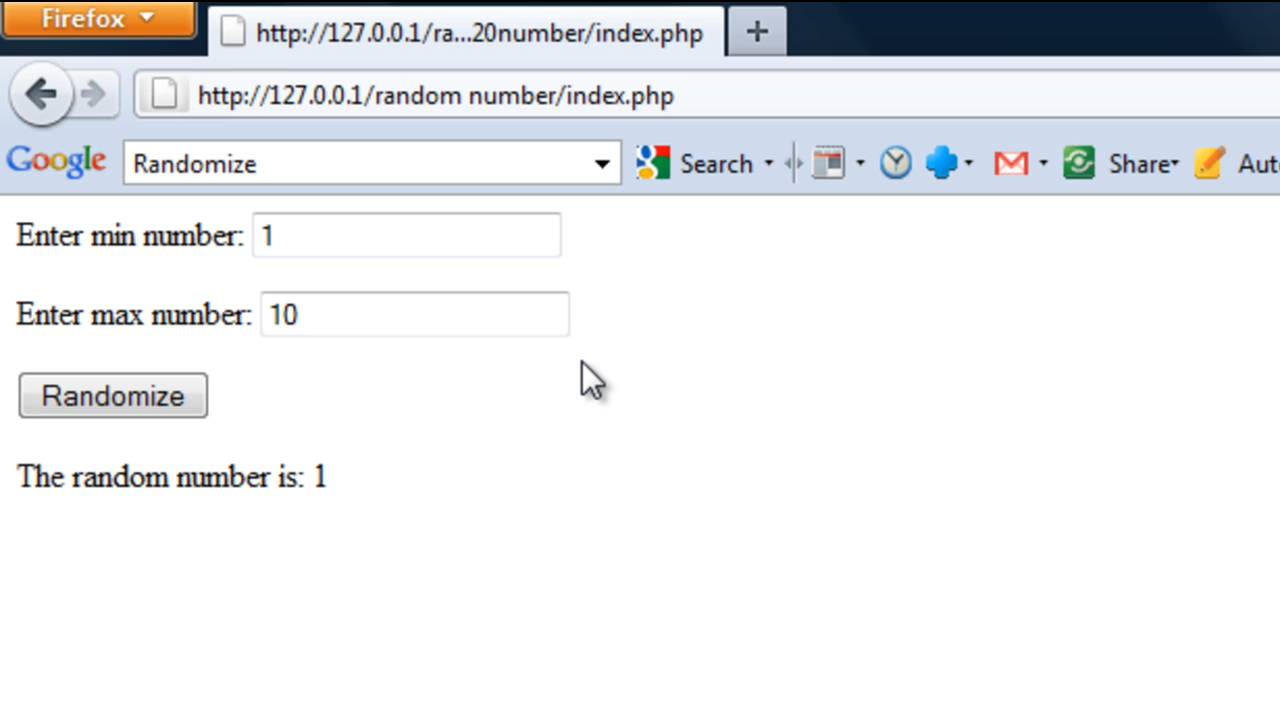 Firefox
http://127.0.0.1/ra...20number/index.php
http://127.0.0.1/random number/index.php
Google Randomize Search Share Aut
Enter min number: 1
Enter max number: 10
Randomize
The random number is: 1